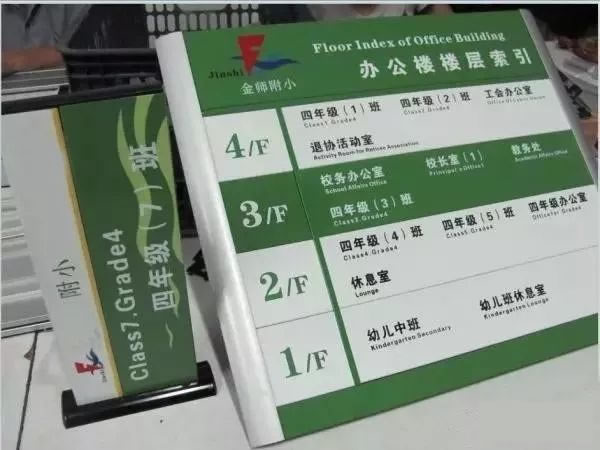 附小
Class7.Grade4
四年级（7）班
Jinshi
金师附小
Floor Index of Office Building
办公楼楼层索引
4/F
四年级（1）班
Class1.Grade4
四年级（2）班
Class2.Grade4
工会办公室
退协活动室
Activity Room for Retiree Association
3/F
校务办公室
School Affairs Office
校长室（1）
Principal's Office1
教务处
Academic Affairs Office
四年级（3）班
Class3.Grade4
2/F
四年级（4）班
Class4.Grade4
四年级（5）班
Class5.Grade4
四年级办公室
Office for Grade4
休息室
Lounge
1/F
幼儿中班
Kindergarten Secondary
幼儿班休息室
Kindergarten Lounge